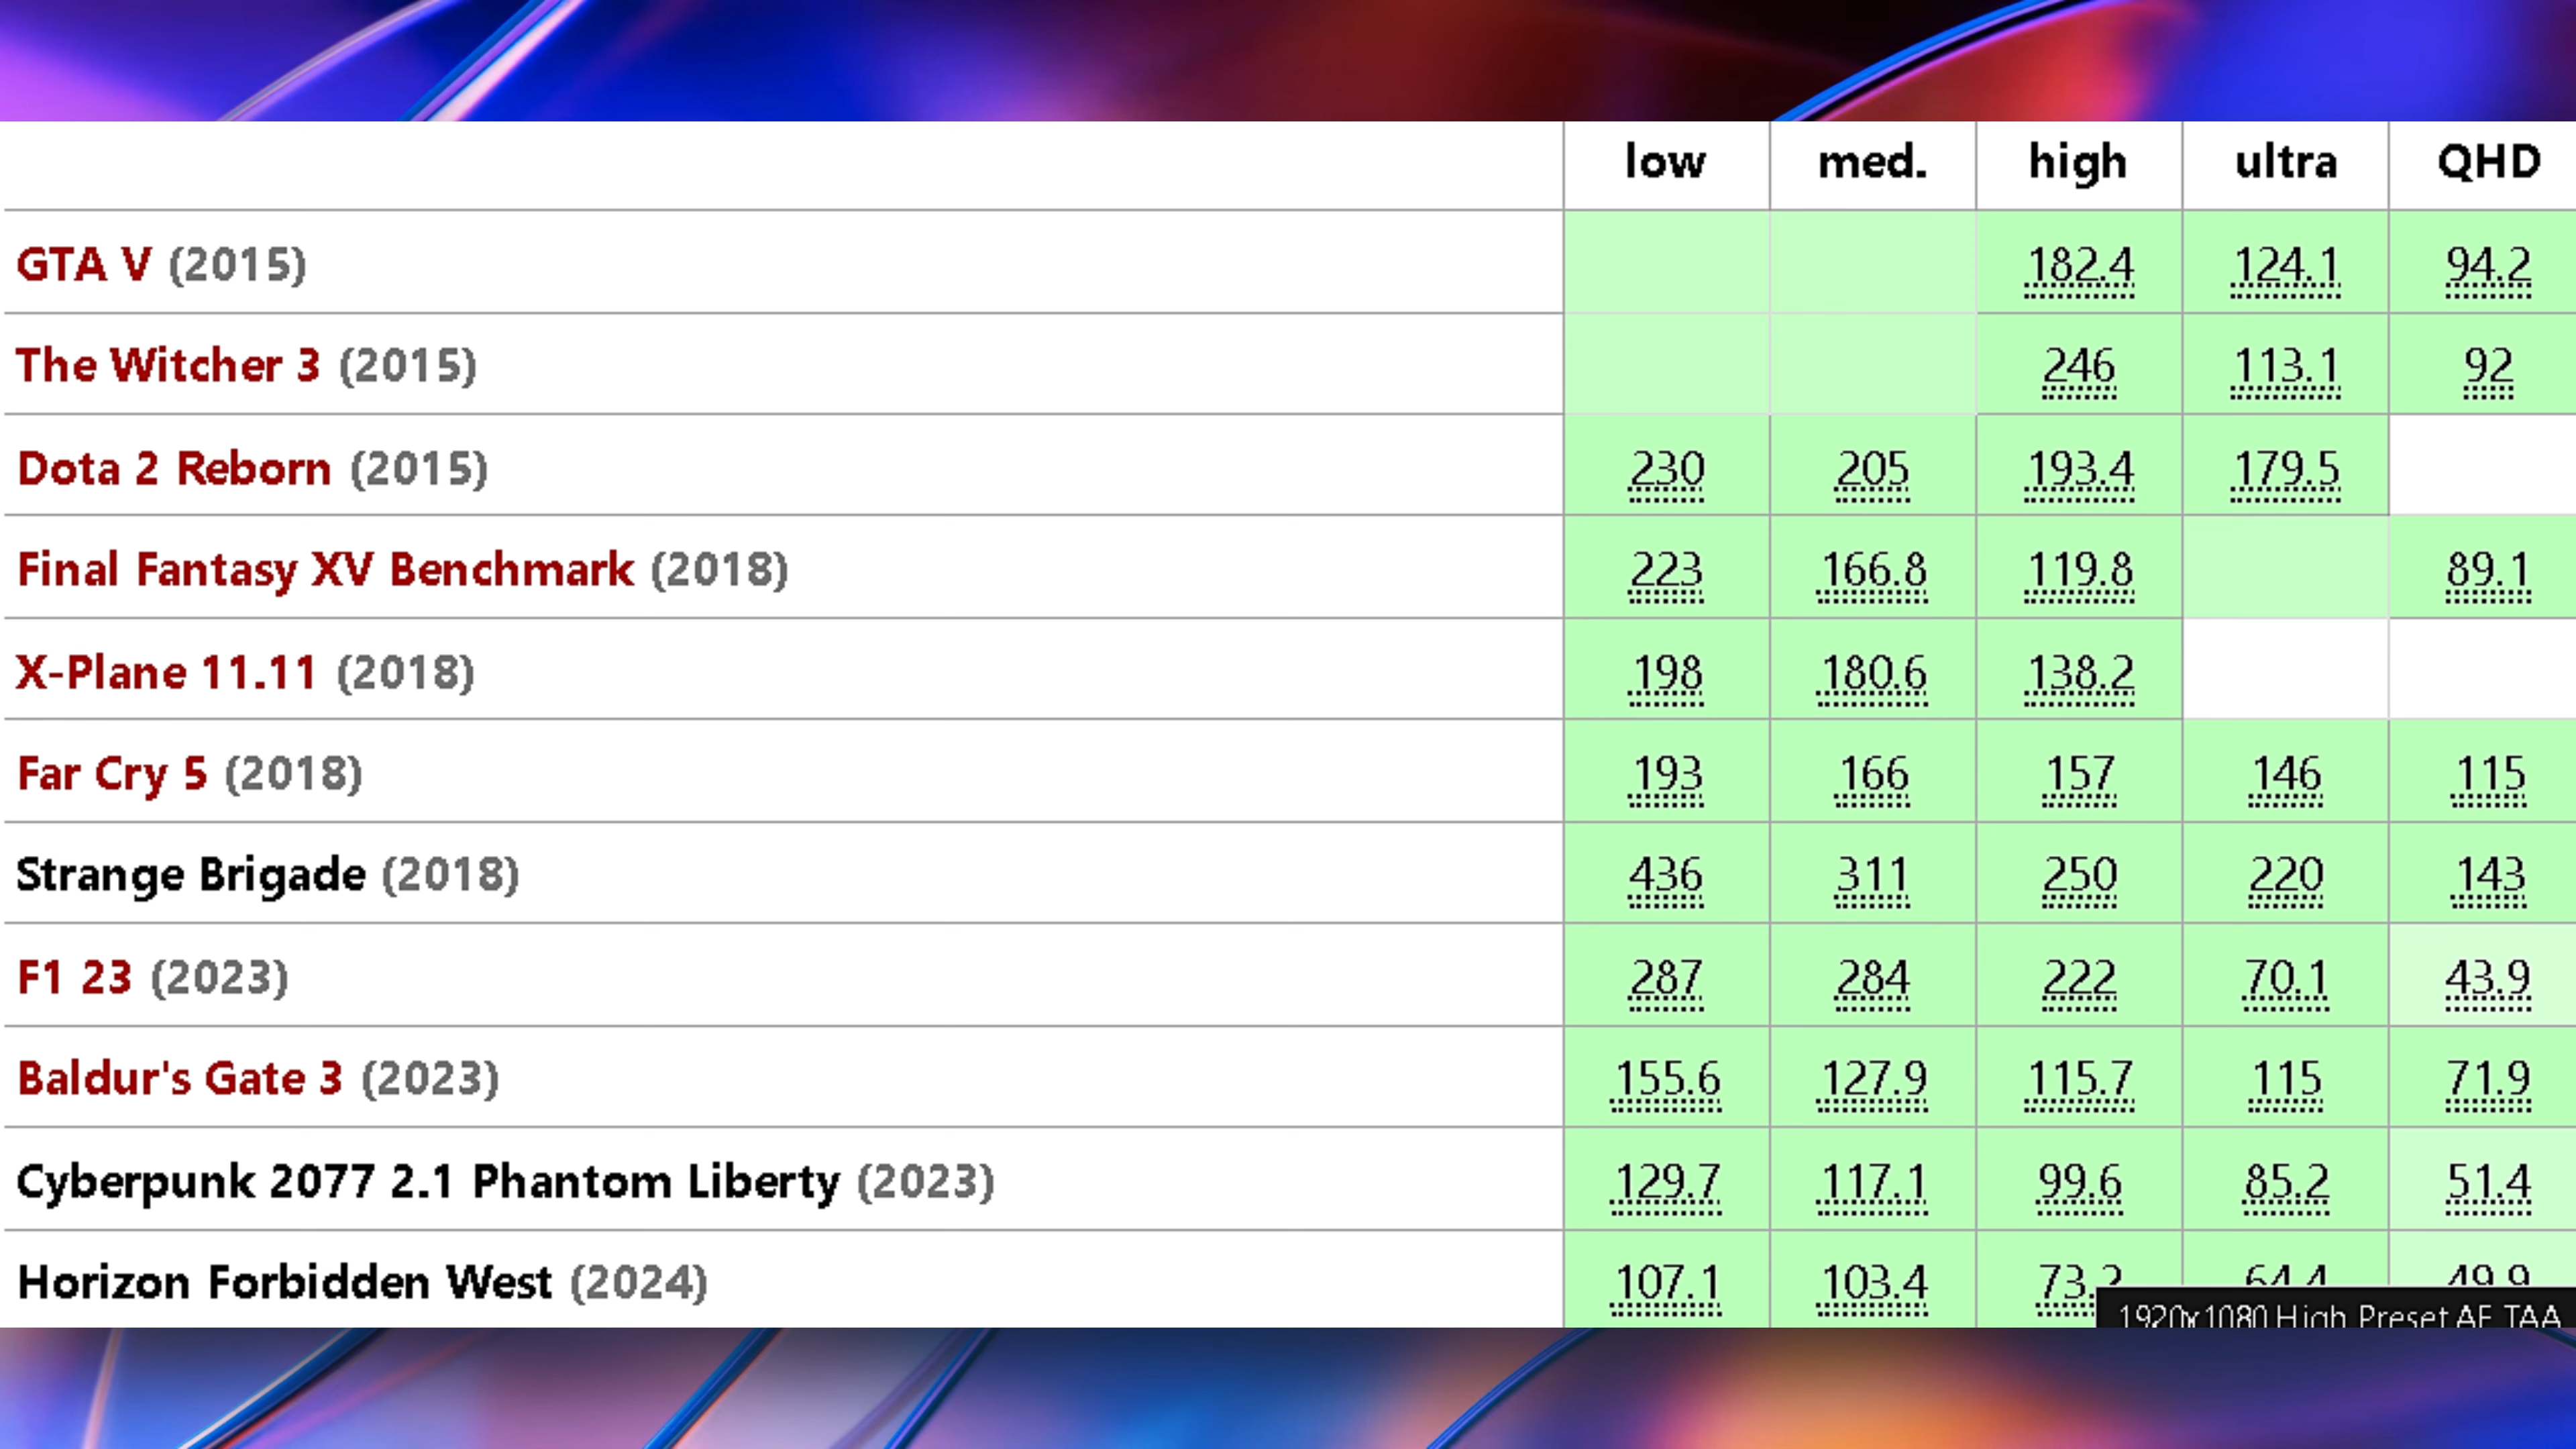 low med. high ultra QHD
GTA V (2015) 182.4 124.1 94.2
The Witcher 3 (2015) 246 113.1 92
Dota 2 Reborn (2015) 230 205 193.4 179.5
Final Fantasy XV Benchmark (2018) 223 166.8 119.8 89.1
X-Plane 11.11 (2018) 198 180.6 138.2
Far Cry 5 (2018) 193 166 157 146 115
Strange Brigade (2018) 436 311 250 220 143
F1 23 (2023) 287 284 222 70.1 43.9
Baldur's Gate 3 (2023) 155.6 127.9 115.7 115 71.9
Cyberpunk 2077 2.1 Phantom Liberty (2023) 129.7 117.1 99.6 85.2 51.4
Horizon Forbidden West (2024) 107.1 103.4 73.2 64.4 49.9
1920x1080 High Preset AF TAA